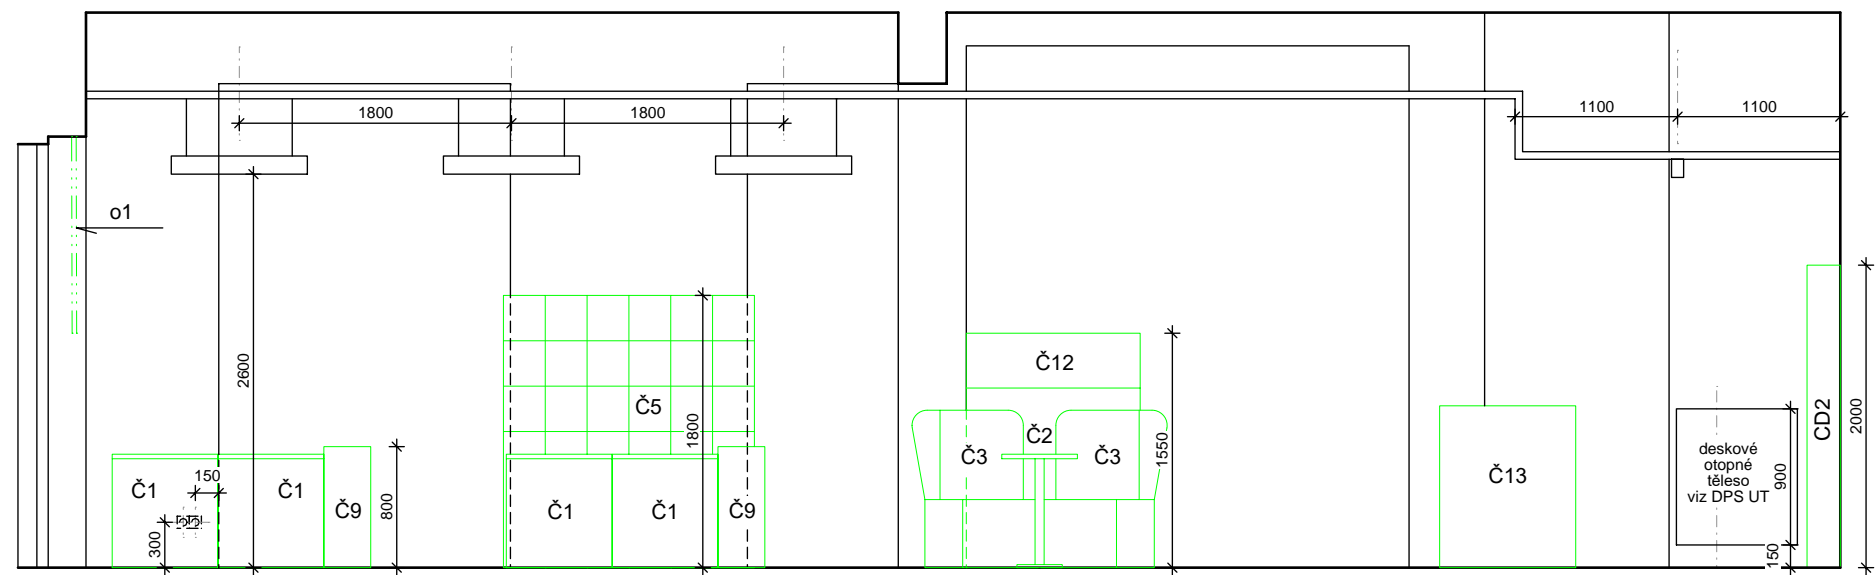 1800
1800
1100
1100
o1
2600
Č12
Č5
1800
1550
Č2
Č3
Č3
CD2
2000
deskové
otopné
těleso
viz DPS UT
900
150
Č13
Č1
150
Č1
Č9
800
300
Č1
Č1
Č9